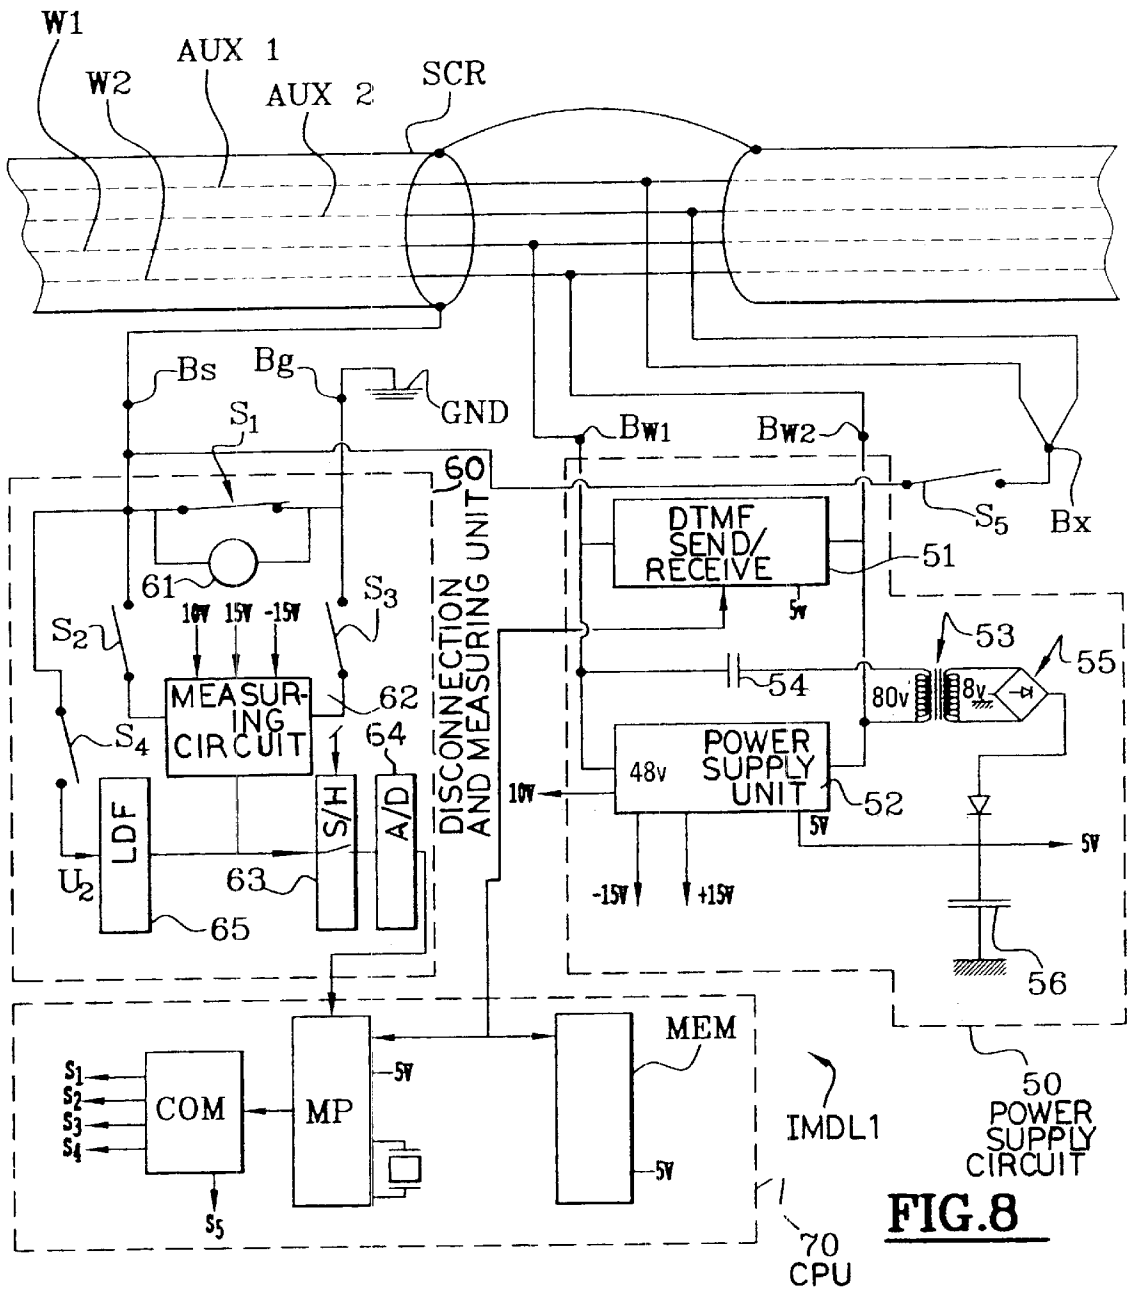 W1
AUX 1
SCR
W2
AUX 2
Bs
Bg
GND
S1
BW1
BW2
60
DISCONNECTION
AND MEASURING UNIT
S5
Bx
DTMF
SEND/
RECEIVE
51
5v
61
10V
15V
-15V
S3
S2
MEASUR-
ING
CIRCUIT
62
S4
64
54
53
55
80v
8v
POWER
SUPPLY
UNIT
48v
52
10V
5V
5V
LDF
S/H
A/D
U2
63
65
-15V
+15V
56
MEM
S1
S2
S3
S4
COM
MP
5V
5V
S5
IMDL1
50
POWER
SUPPLY
CIRCUIT
FIG.8
70
CPU